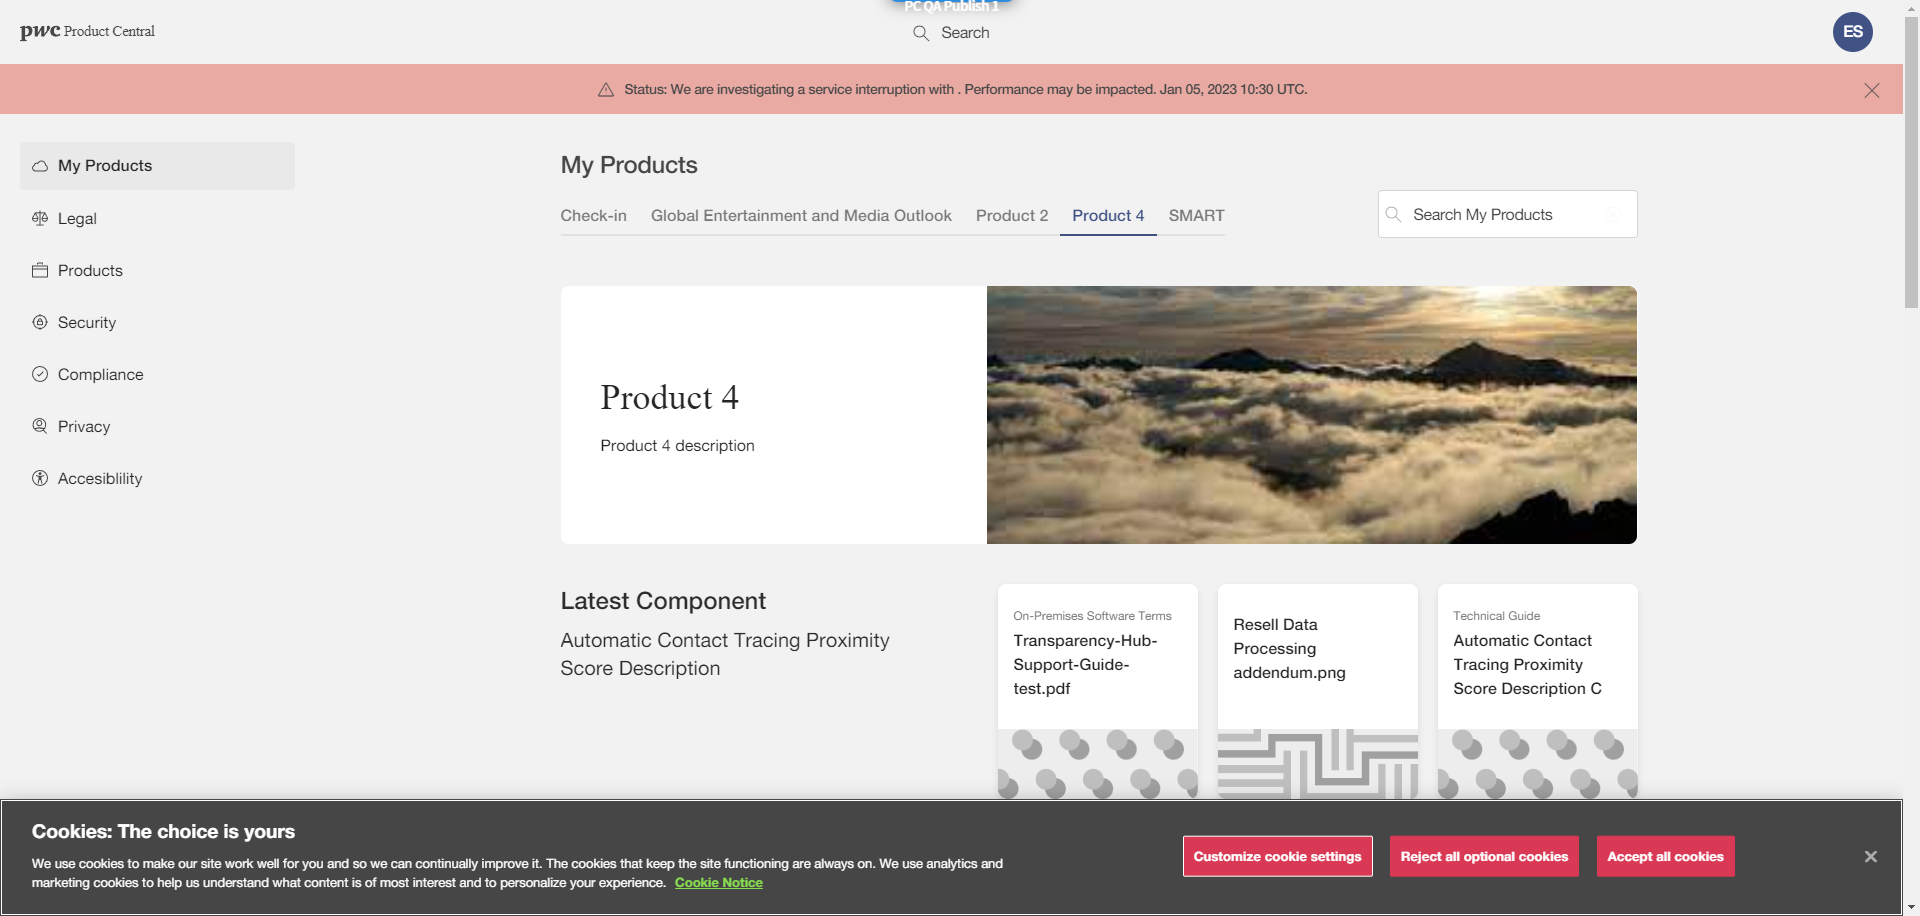 PC QA Publish 1
pwc Product Central
Search
ES
Status: We are investigating a service interruption with . Performance may be impacted. Jan 05, 2023 10:30 UTC.
My Products
Legal
Products
Security
Compliance
Privacy
Accesiblility
My Products
Check-in Global Entertainment and Media Outlook Product 2 Product 4 SMART
Search My Products
Product 4
Product 4 description
Latest Component
Automatic Contact Tracing Proximity
Score Description
On-Premises Software Terms
Transparency-Hub-
Support-Guide-
test.pdf
Resell Data
Processing
addendum.png
Technical Guide
Automatic Contact
Tracing Proximity
Score Description C
Cookies: The choice is yours
We use cookies to make our site work well for you and so we can continually improve it. The cookies that keep the site functioning are always on. We use analytics and
marketing cookies to help us understand what content is of most interest and to personalize your experience. Cookie Notice
Customize cookie settings
Reject all optional cookies
Accept all cookies